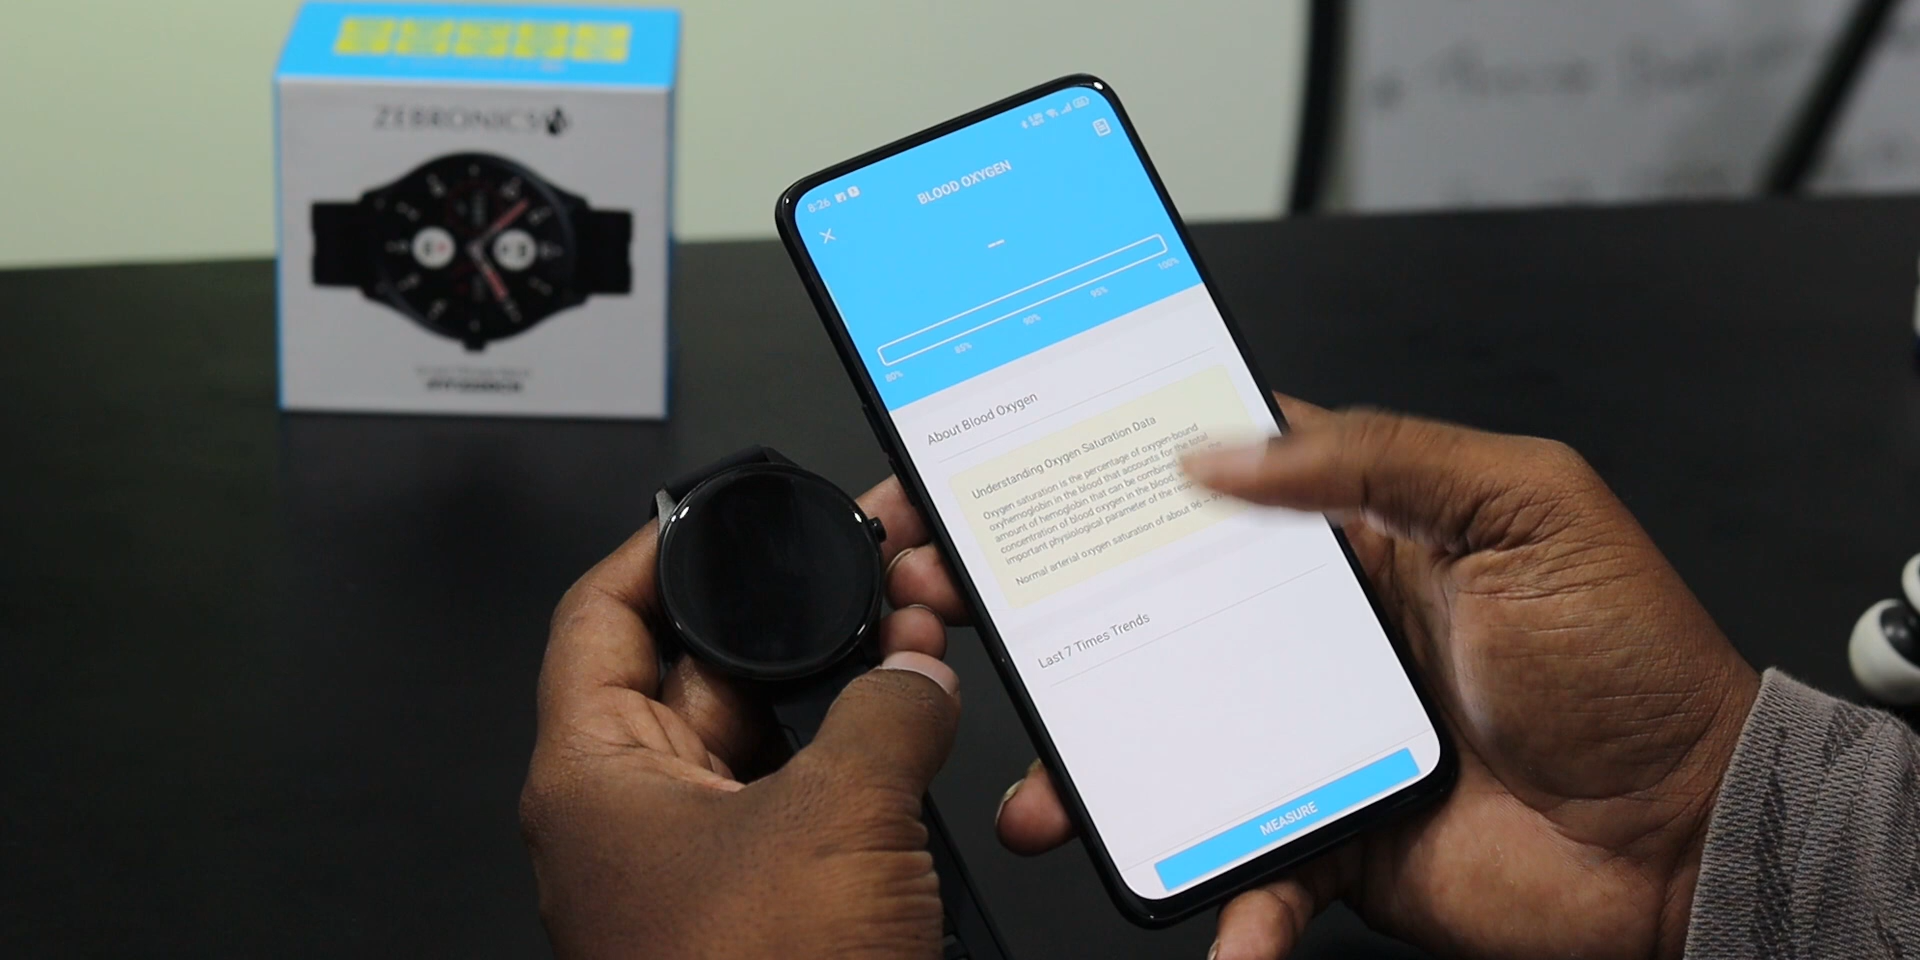 ZEBRONICS
8:26
BLOOD OXYGEN
--
80%
85%
90%
95%
100%
About Blood Oxygen
Understanding Oxygen Saturation Data
Oxygen saturation is the percentage of oxygen-bound
oxyhemoglobin in the blood that accounts for the total
amount of hemoglobin that can be combined, the
concentration of blood oxygen in the blood,
important physiological parameter of the
Normal arterial oxygen saturation of about 96 –
Last 7 Times Trends
MEASURE